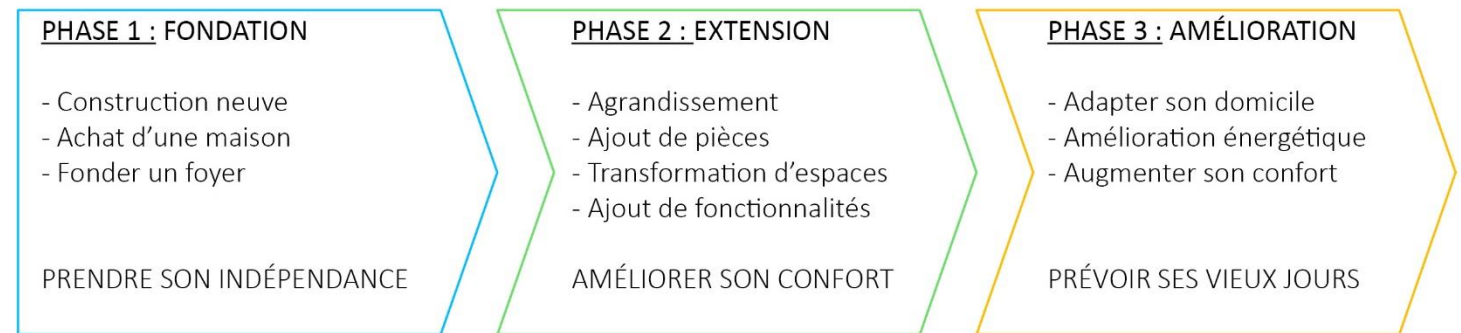 PHASE 1 : FONDATION
- Construction neuve
- Achat d’une maison
- Fonder un foyer
PRENDRE SON INDÉPENDANCE
PHASE 2 : EXTENSION
- Agrandissement
- Ajout de pièces
- Transformation d’espaces
- Ajout de fonctionnalités
AMÉLIORER SON CONFORT
PHASE 3 : AMÉLIORATION
- Adapter son domicile
- Amélioration énergétique
- Augmenter son confort
PRÉVOIR SES VIEUX JOURS